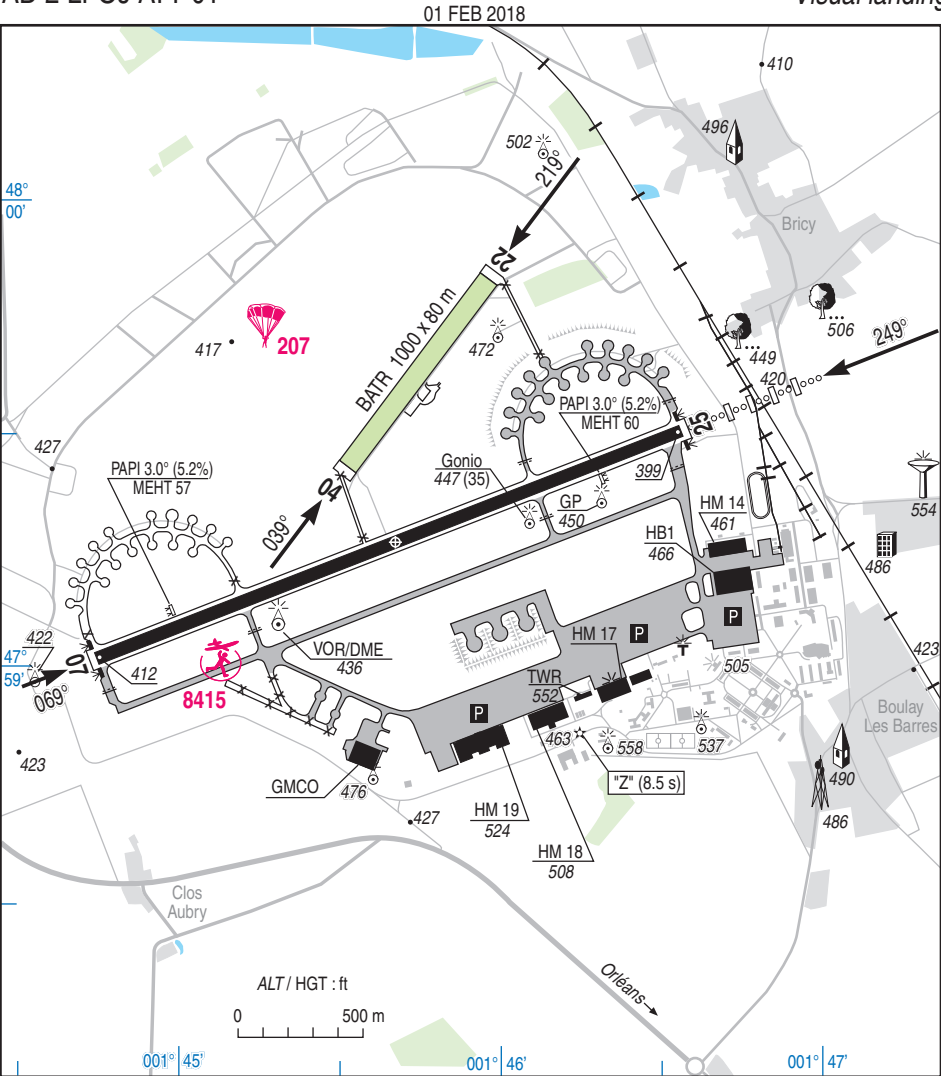 AD 2 LFOJ APP 01
Visual landing
01 FEB 2018
410
496
502
219°
48°
00'
Bricy
22
BATR 1000 x 80 m
506
417
207
472
449
249°
420
PAPI 3.0° (5.2%)
MEHT 60
25
427
Gonio
447 (35)
399
PAPI 3.0° (5.2%)
MEHT 57
04
GP
450
HM 14
461
554
039°
HB1
466
486
P
422
VOR/DME
436
HM 17
P
T
47°
59'
07
412
069°
8415
TWR
552
505
423
P
Boulay
Les Barres
463
558
537
423
GMCO
476
"Z" (8.5 s)
490
427
HM 19
524
486
HM 18
508
Clos
Aubry
ALT / HGT : ft
0
500 m
Orléans
001° 45'
001° 46'
001° 47'